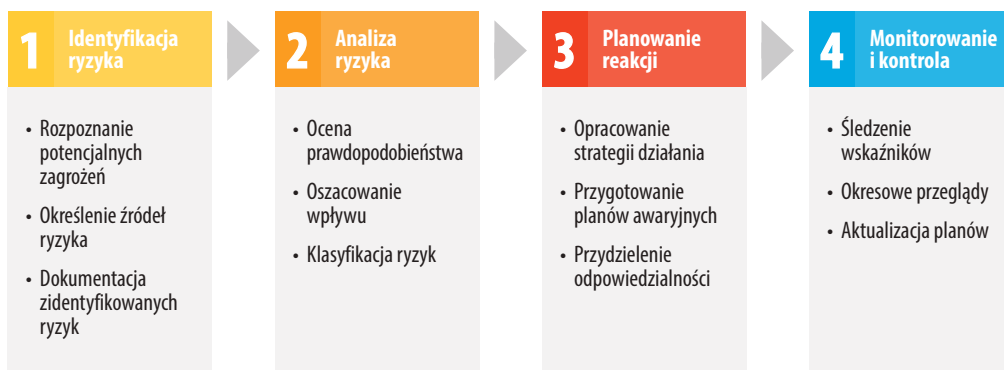 1 Identyfikacja
ryzyka
• Rozpoznanie
potencjalnych
zagrożeń
• Określenie źródeł
ryzyka
• Dokumentacja
zidentyfikowanych
ryzyk
2 Analiza
ryzyka
• Ocena
prawdopodobieństwa
• Oszacowanie
wpływu
• Klasyfikacja ryzyk
3 Planowanie
reakcji
• Opracowanie
strategii działania
• Przygotowanie
planów awaryjnych
• Przydzielenie
odpowiedzialności
4 Monitorowanie
i kontrola
• Śledzenie
wskaźników
• Okresowe przeglądy
• Aktualizacja planów